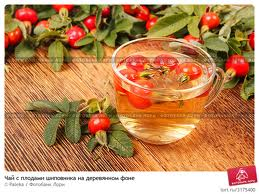 Чай с плодами шиповника на деревянном фоне
© Paleka / Фотобанк Лори
lori.ru/3175400